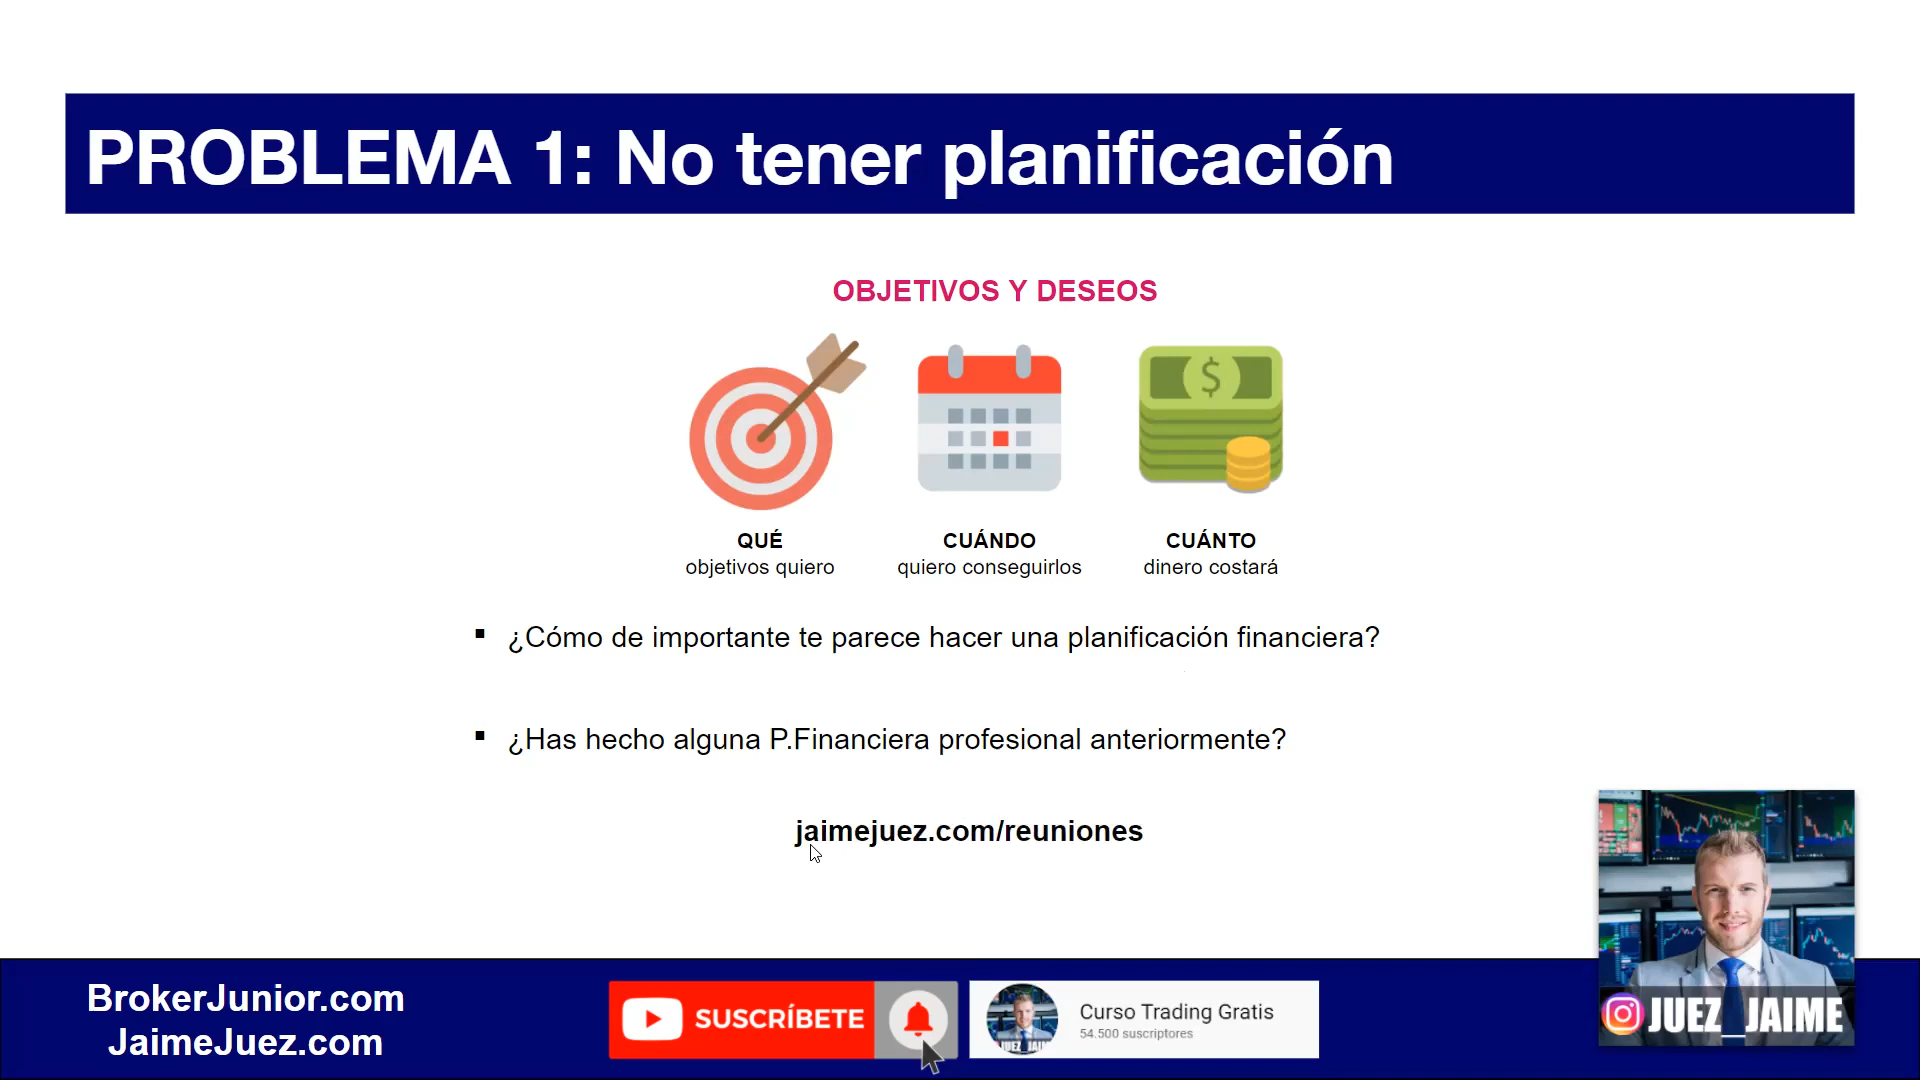 PROBLEMA 1: No tener planificación
OBJETIVOS Y DESEOS
$
QUÉ
objetivos quiero
CUÁNDO
quiero conseguirlos
CUÁNTO
dinero costará
¿Cómo de importante te parece hacer una planificación financiera?
¿Has hecho alguna P.Financiera profesional anteriormente?
jaimejuez.com/reuniones
BrokerJunior.com
JaimeJuez.com
SUSCRÍBETE
Curso Trading Gratis
54.500 suscriptores
JUEZ_JAIME